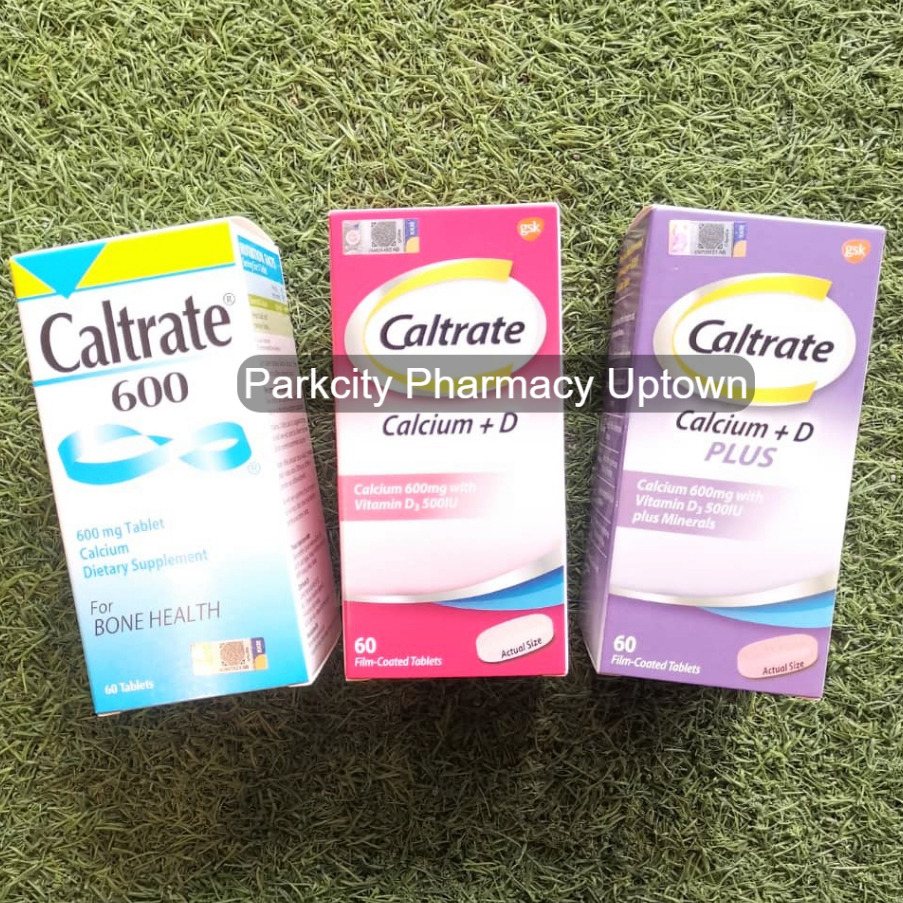 Caltrate®
600
600 mg Tablet
Calcium
Dietary Supplement
For
BONE HEALTH
60 Tablets
gsk
Caltrate
Calcium + D
Calcium 600mg with
Vitamin D₃ 500IU
60
Film-Coated Tablets
Actual Size
gsk
Caltrate
Calcium + D
PLUS
Calcium 600mg with
Vitamin D₃ 500IU
plus Minerals
60
Film-Coated Tablets
Actual Size
Parkcity Pharmacy Uptown